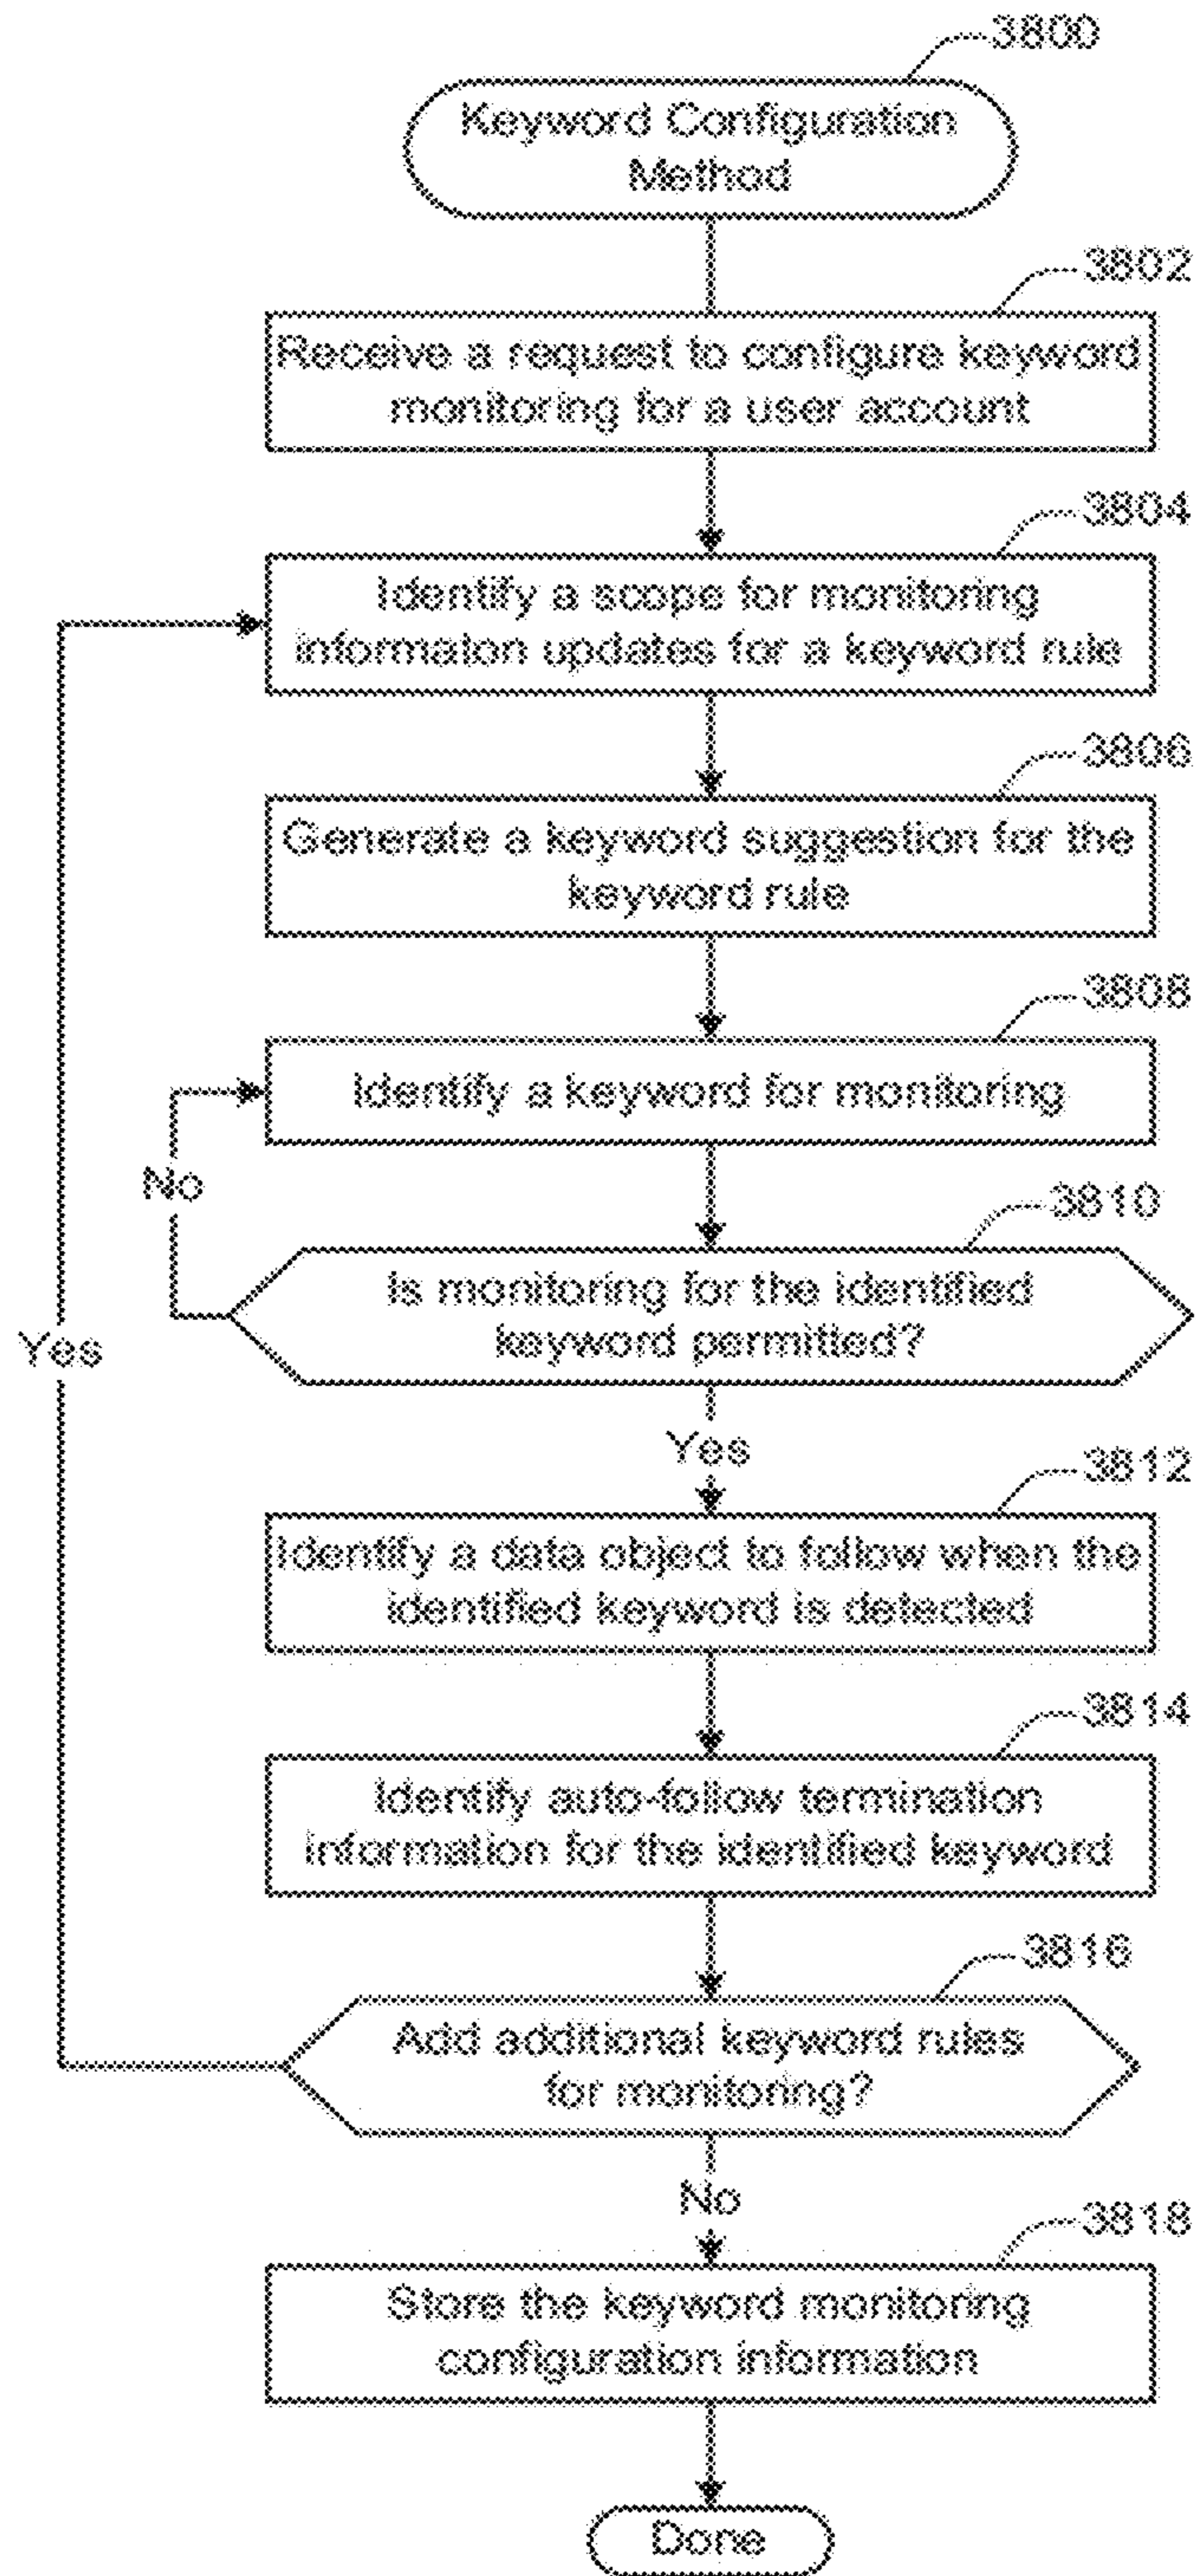 3800
Keyword Configuration
Method
3802
Receive a request to configure keyword
monitoring for a user account
3804
Identify a scope for monitoring
informaton updates for a keyword rule
3806
Generate a keyword suggestion for the
keyword rule
3808
Identify a keyword for monitoring
No
3810
Is monitoring for the identified
keyword permitted?
Yes
Yes
3812
Identify a data object to follow when the
identified keyword is detected
3814
Identify auto-follow termination
information for the identified keyword
3816
Add additional keyword rules
for monitoring?
No
3818
Store the keyword monitoring
configuration information
Done